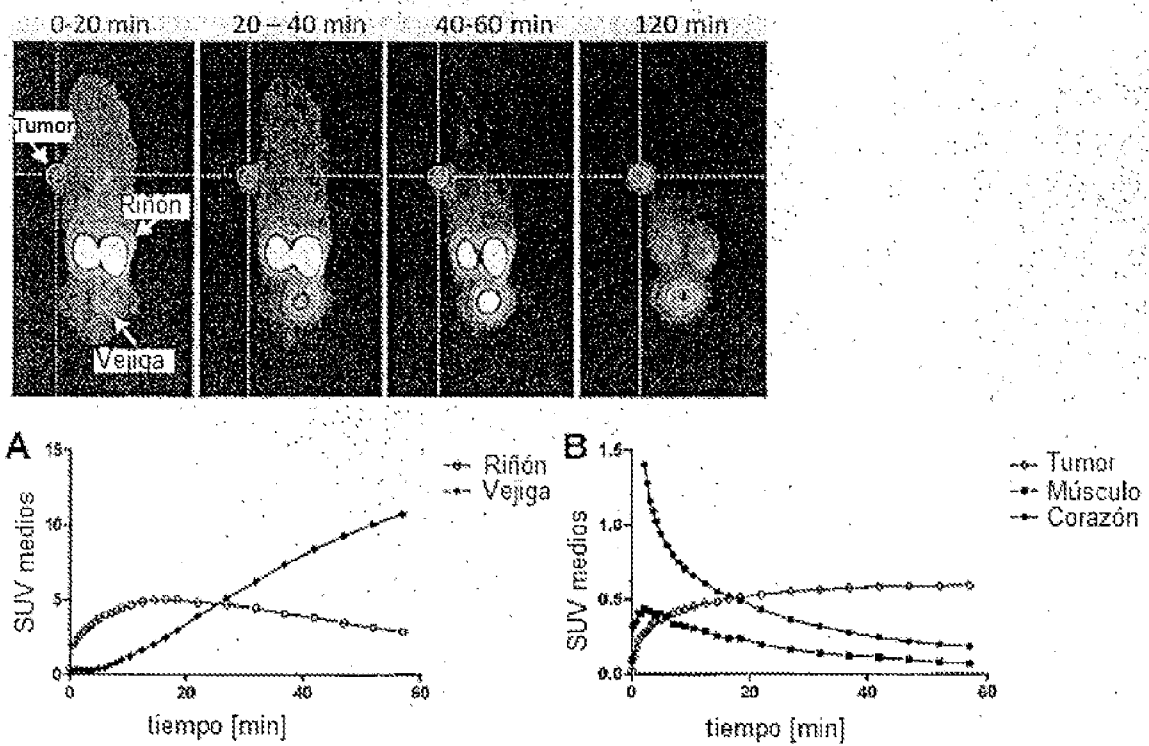 0-20 min
20 – 40 min
40-60 min
120 min
Tumor
Riñón
Vejiga
A
15
10
5
0
0
20
40
60
SUV medios
tiempo [min]
Riñón
Vejiga
B
1.5
1.0
0.5
0.0
0
20
40
60
SUV medios
tiempo [min]
Tumor
Músculo
Corazón